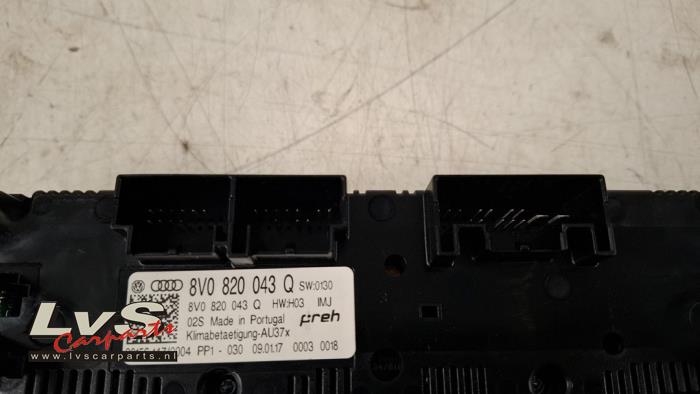 8V0 820 043 Q SW:0130
8V0 820 043 Q HW:H03 IMJ
02S Made in Portugal
Preh
Klimabetaetigung-AU37x
PP1 - 030 09.01.17 0003 0018
LvS
Carparts
www.lvscarparts.nl